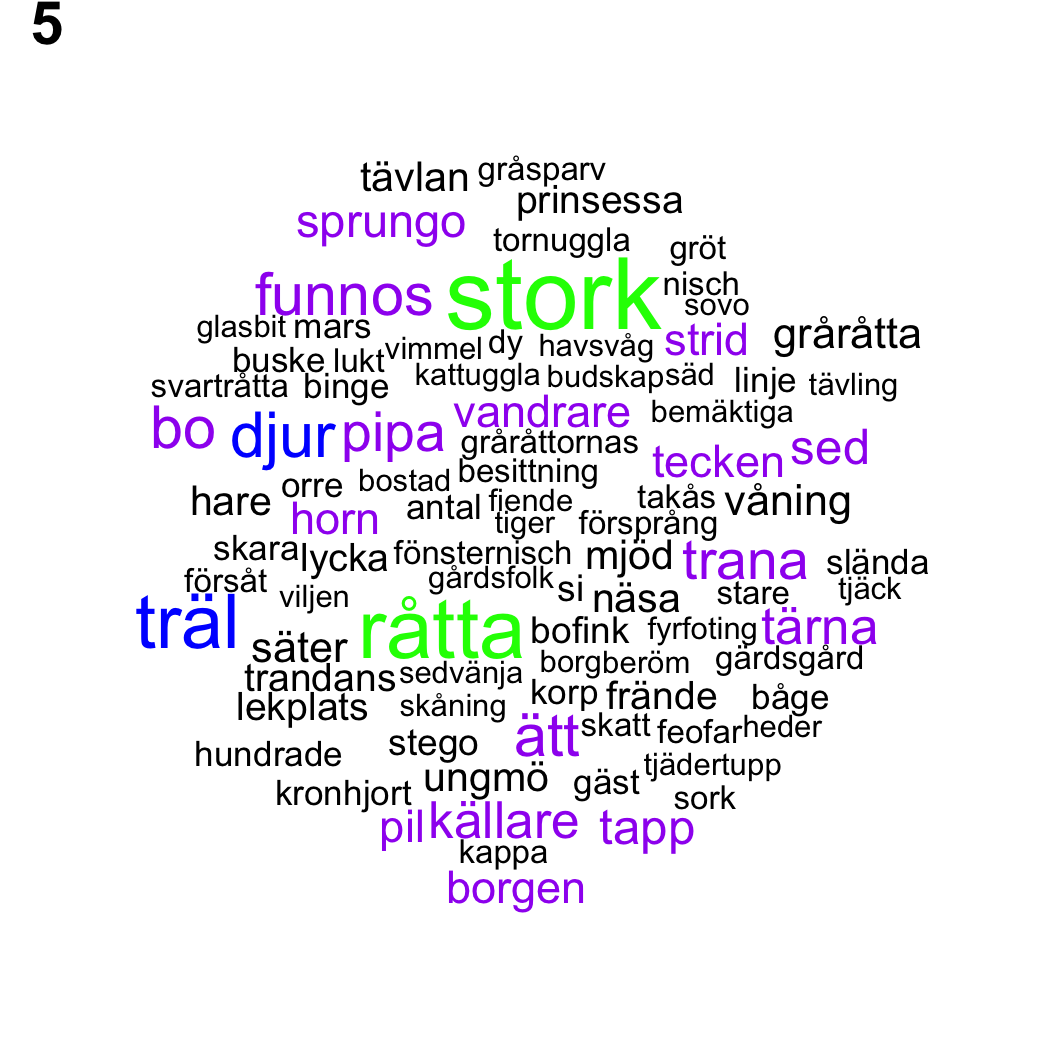 5
tävlan gråsparv
prinsessa
sprungo
tornuggla gröt
funnos stork nisch
sovo
glasbit mars strid gråråtta
buske lukt vimmel dy havsvåg
svartråtta binge kattuggla budskap säd linje tävling
bo djur pipa vandrare bemäktiga
gråråttornas tecken sed
hare orre bostad besittning
horn antal fiende takås våning
tiger försprång
skara lycka fönsternisch mjöd trana slända
försåt viljen gårdsfolk si näsa stare tjäck
träl råtta bofink fyrfoting tärna
säter borgberöm gärdsgård
trandans sedvänja korp frände båge
lekplats skåning
hundrade stego ätt skatt feofar heder
kronhjort ungmö gäst tjädertupp
sork
pil källare tapp
kappa
borgen